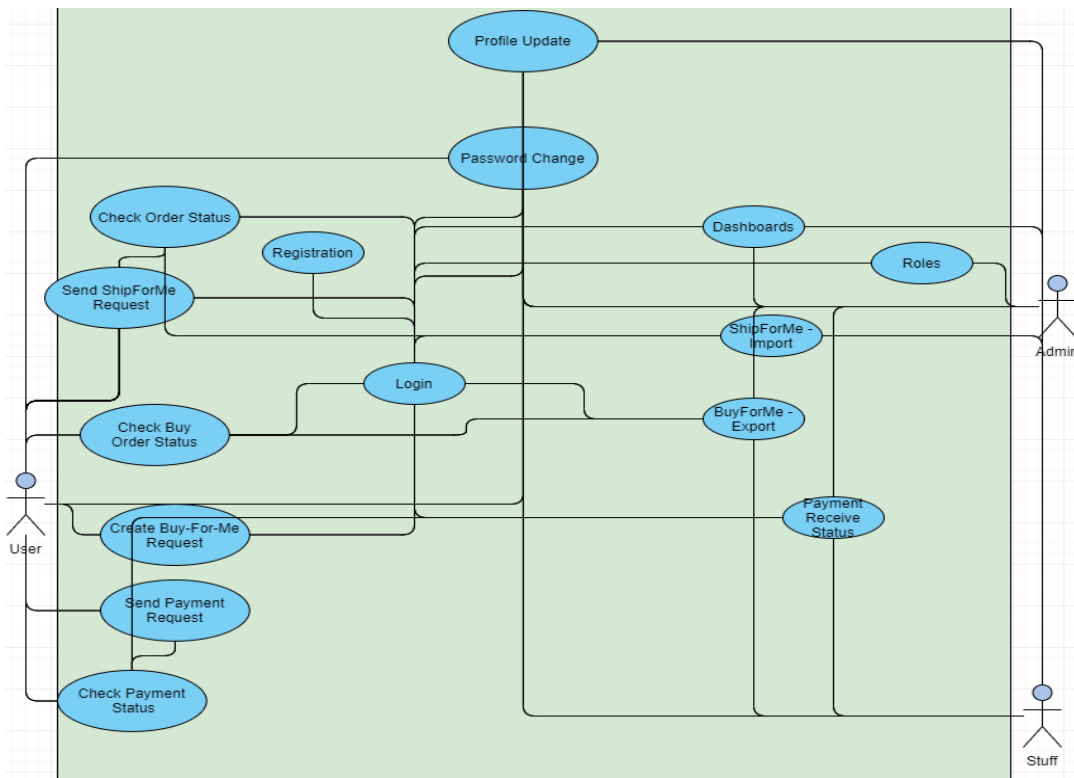 Profile Update
Password Change
Check Order Status
Dashboards
Registration
Roles
Send ShipForMe
Request
ShipForMe -
Import
Admin
Login
Check Buy
Order Status
BuyForMe -
Export
User
Create Buy-For-Me
Request
Payment
Receive
Status
Send Payment
Request
Check Payment
Status
Stuff